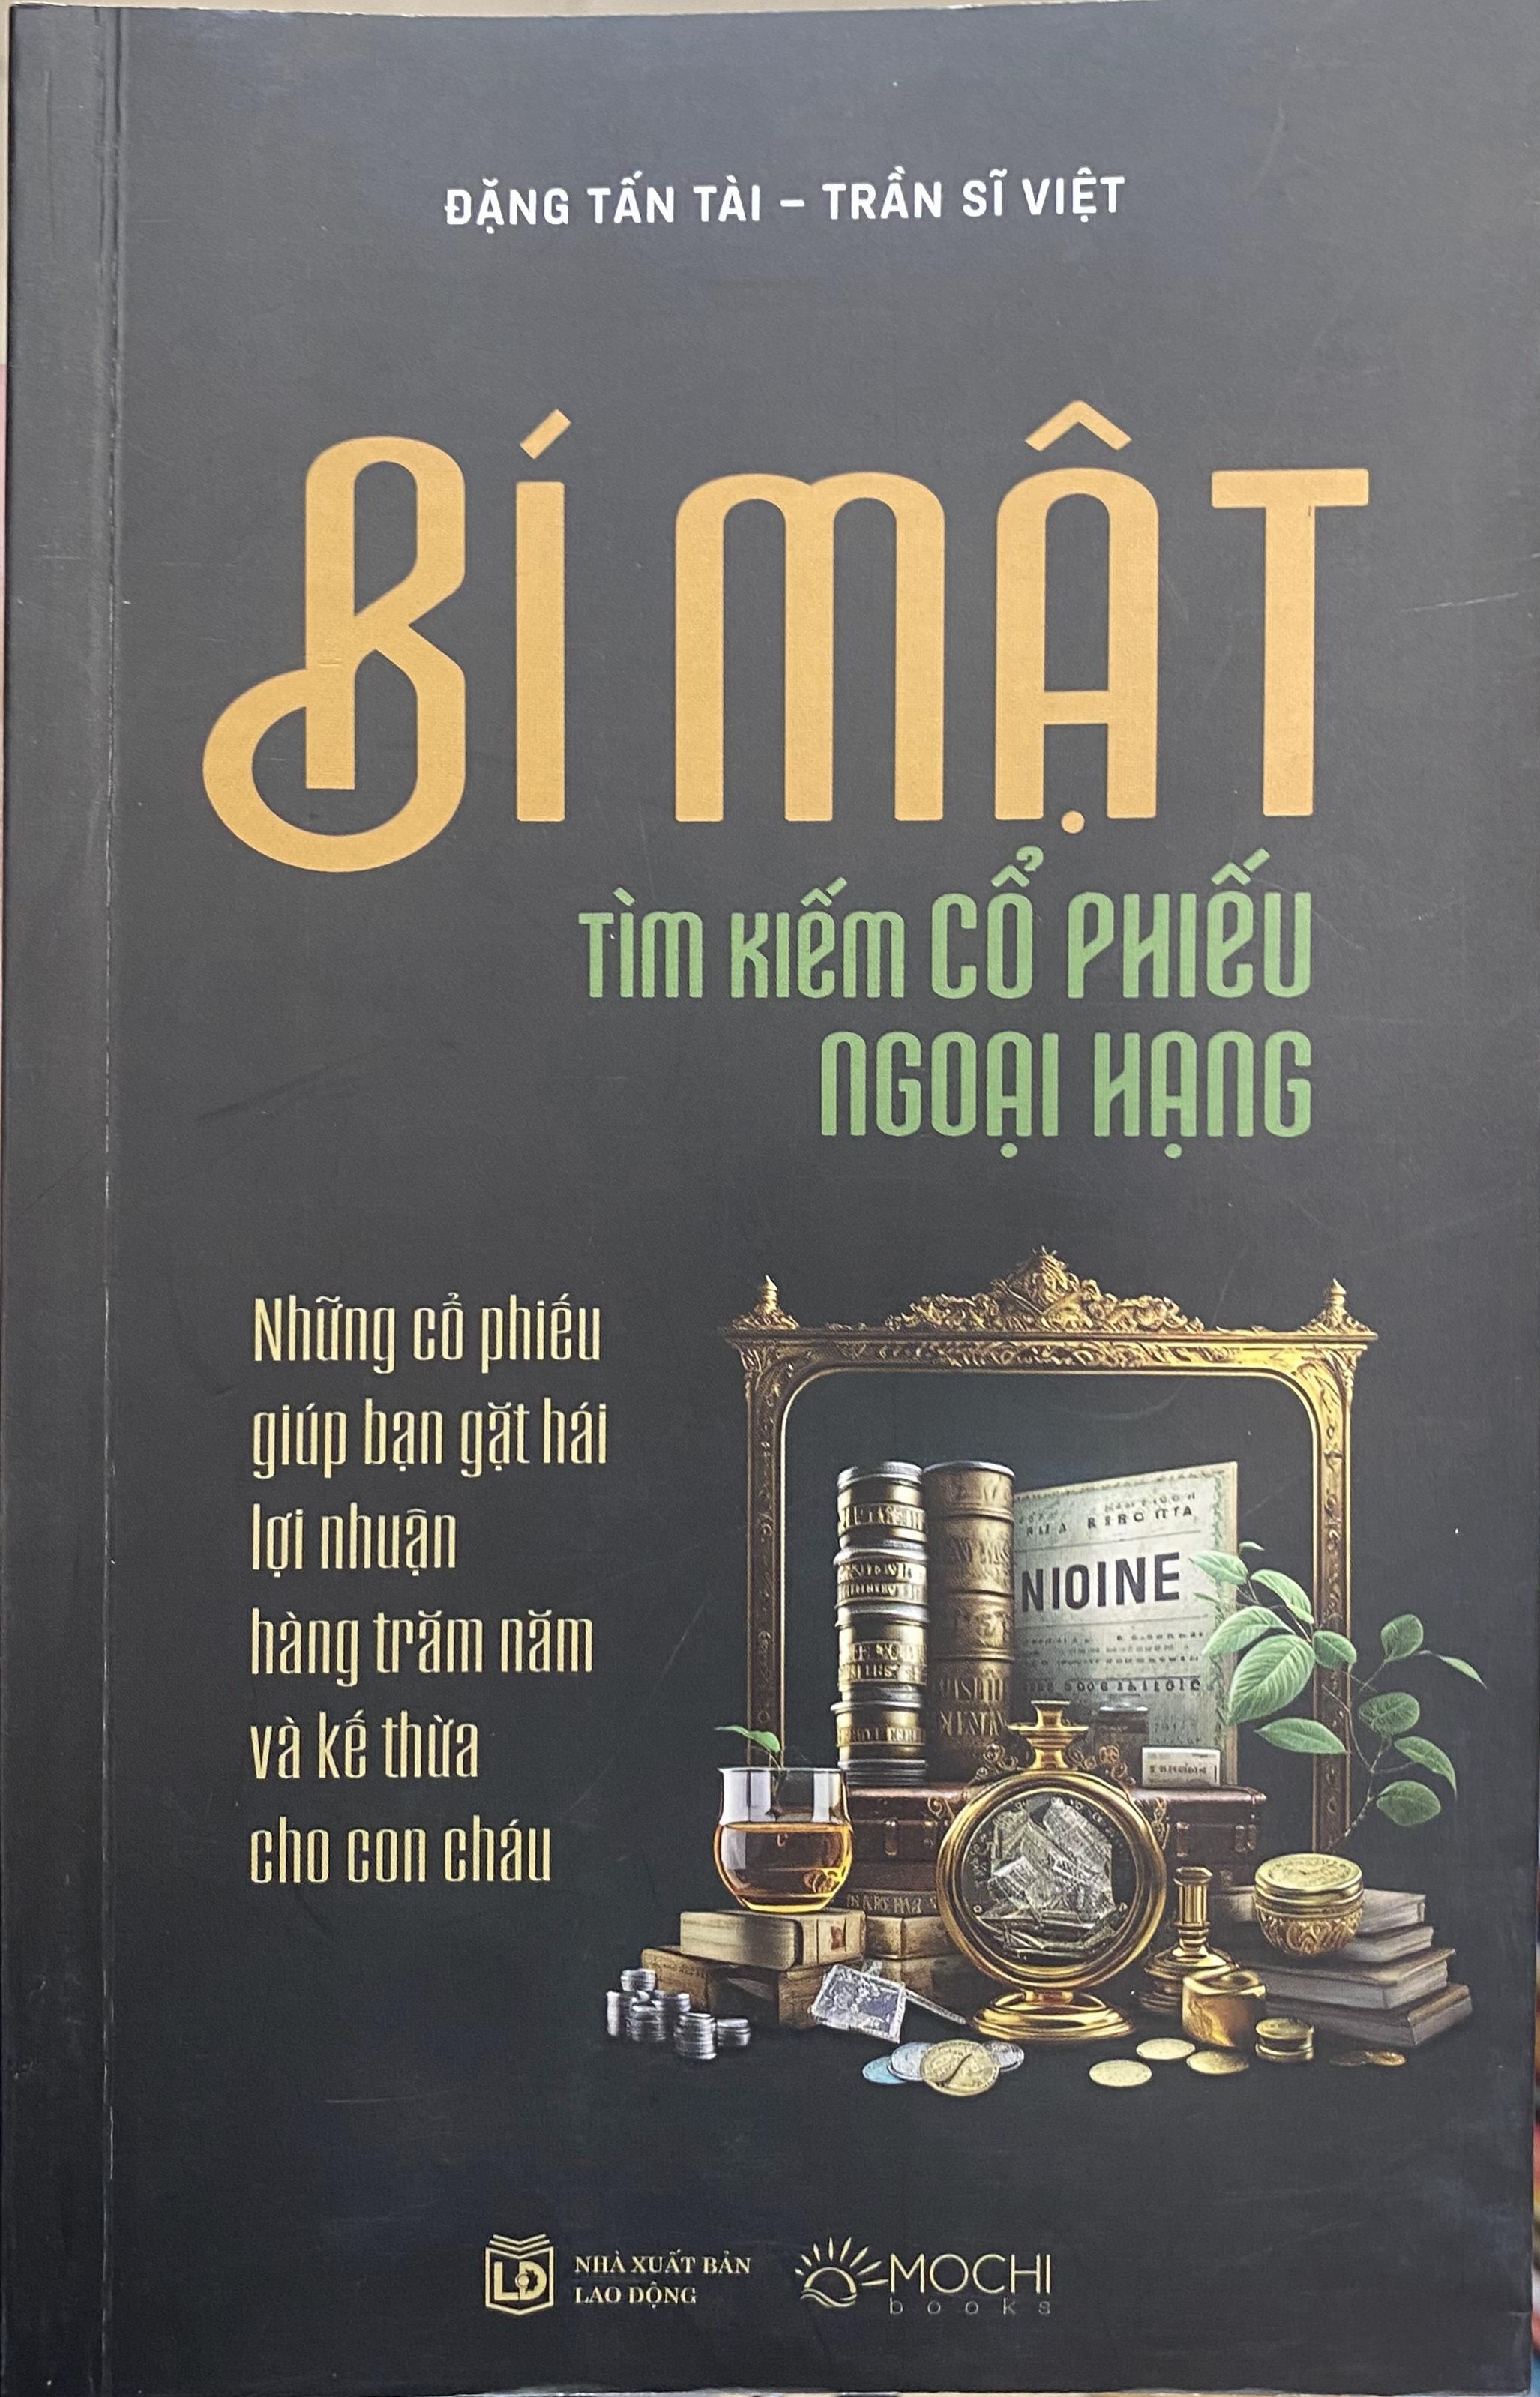 ĐẶNG TẤN TÀI – TRẦN SĨ VIỆT
BÍ MẬT
TÌM KIẾM CỔ PHIẾU
NGOẠI HẠNG
Những cổ phiếu
giúp bạn gặt hái
lợi nhuận
hàng trăm năm
và kế thừa
cho con cháu
NIOINE
NHÀ XUẤT BẢN
LAO ĐỘNG
MOCHI
books